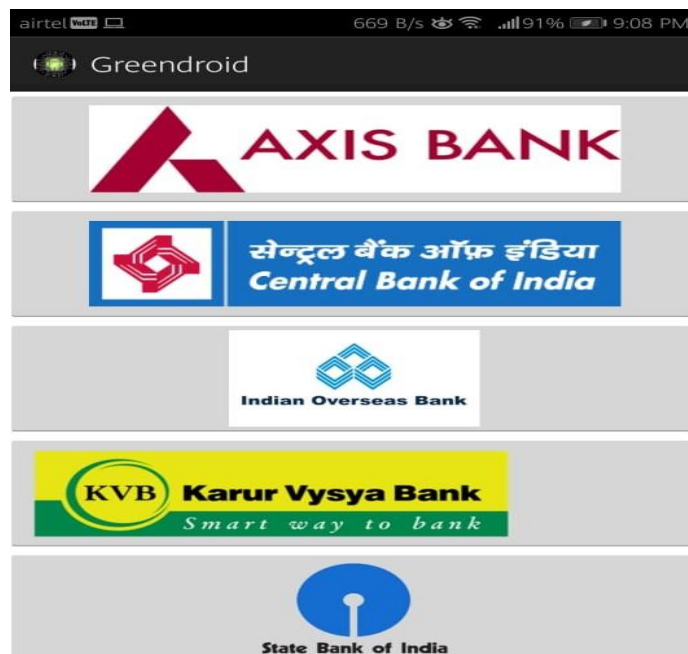 airtel VoLTE 669 B/s 91% 9:08 PM
Greendroid
AXIS BANK
सेन्ट्रल बैंक ऑफ़ इंडिया
Central Bank of India
Indian Overseas Bank
KVB Karur Vysya Bank
Smart way to bank
State Bank of India